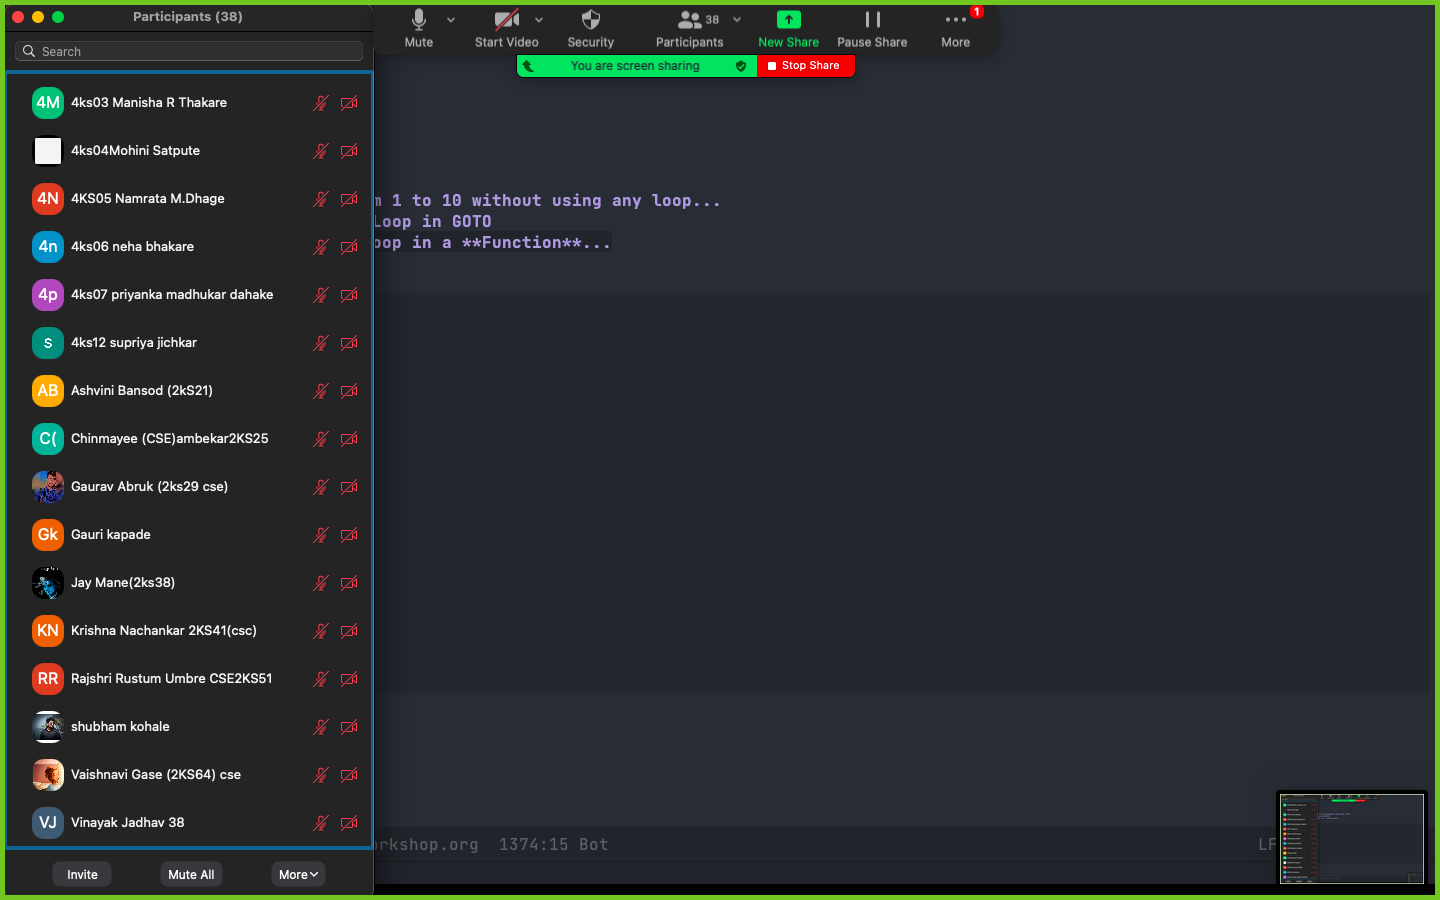 Participants (38)
Search
4M 4ks03 Manisha R Thakare
4ks04Mohini Satpute
4N 4KS05 Namrata M.Dhage
4n 4ks06 neha bhakare
4p 4ks07 priyanka madhukar dahake
S 4ks12 supriya jichkar
AB Ashvini Bansod (2kS21)
C( Chinmayee (CSE)ambekar2KS25
Gaurav Abruk (2ks29 cse)
Gk Gauri kapade
Jay Mane(2ks38)
KN Krishna Nachankar 2KS41(csc)
RR Rajshri Rustum Umbre CSE2KS51
shubham kohale
Vaishnavi Gase (2KS64) cse
VJ Vinayak Jadhav 38
Invite Mute All More
38 1
Mute Start Video Security Participants New Share Pause Share More
You are screen sharing Stop Share
m 1 to 10 without using any loop...
Loop in GOTO
oop in a **Function**...
orkshop.org 1374:15 Bot LF